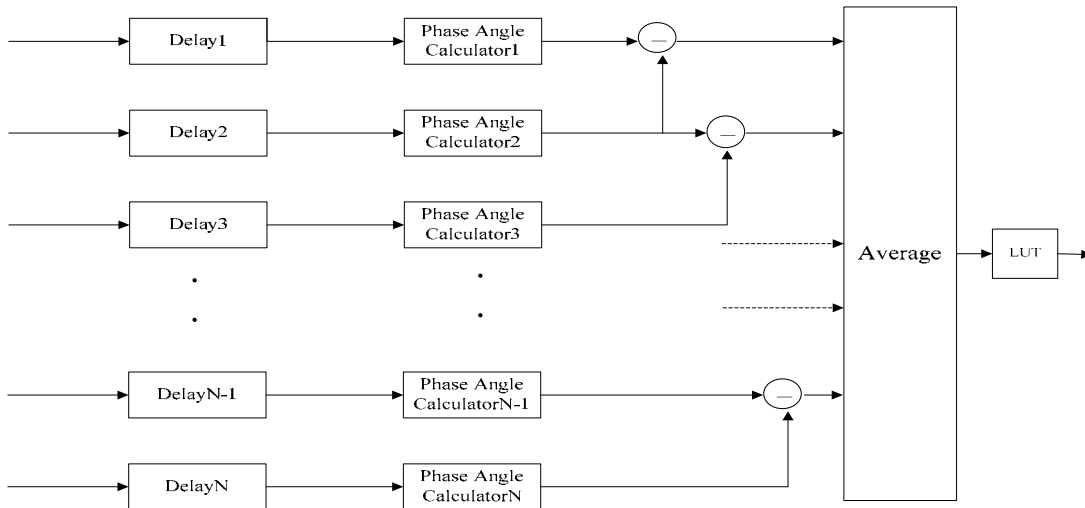 Delay1
Phase Angle
Calculator1
—
Delay2
Phase Angle
Calculator2
—
Delay3
Phase Angle
Calculator3
Average
LUT
DelayN-1
Phase Angle
CalculatorN-1
—
DelayN
Phase Angle
CalculatorN